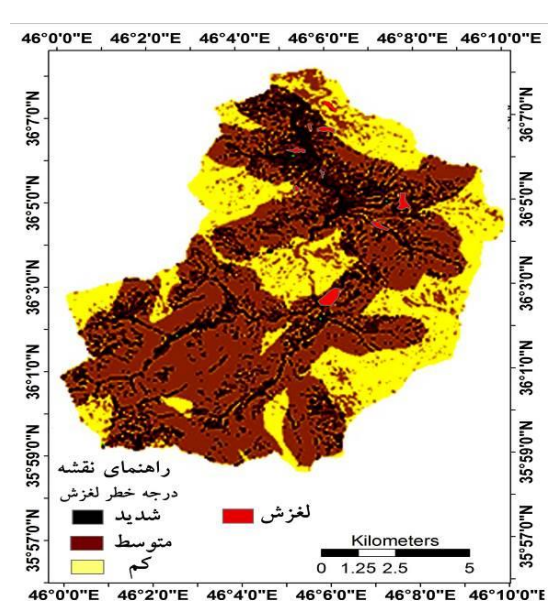 46°0'0"E 46°2'0"E 46°4'0"E 46°6'0"E 46°8'0"E 46°10'0"E
36°7'0"N 36°7'0"N
36°5'0"N 36°5'0"N
36°3'0"N 36°3'0"N
36°1'0"N 36°1'0"N
35°59'0"N 35°59'0"N
35°57'0"N 35°57'0"N
راهنمای نقشه
درجه خطر لغزش
شدید
لغزش
متوسط
کم
Kilometers
0 1.25 2.5 5
46°0'0"E 46°2'0"E 46°4'0"E 46°6'0"E 46°8'0"E 46°10'0"E